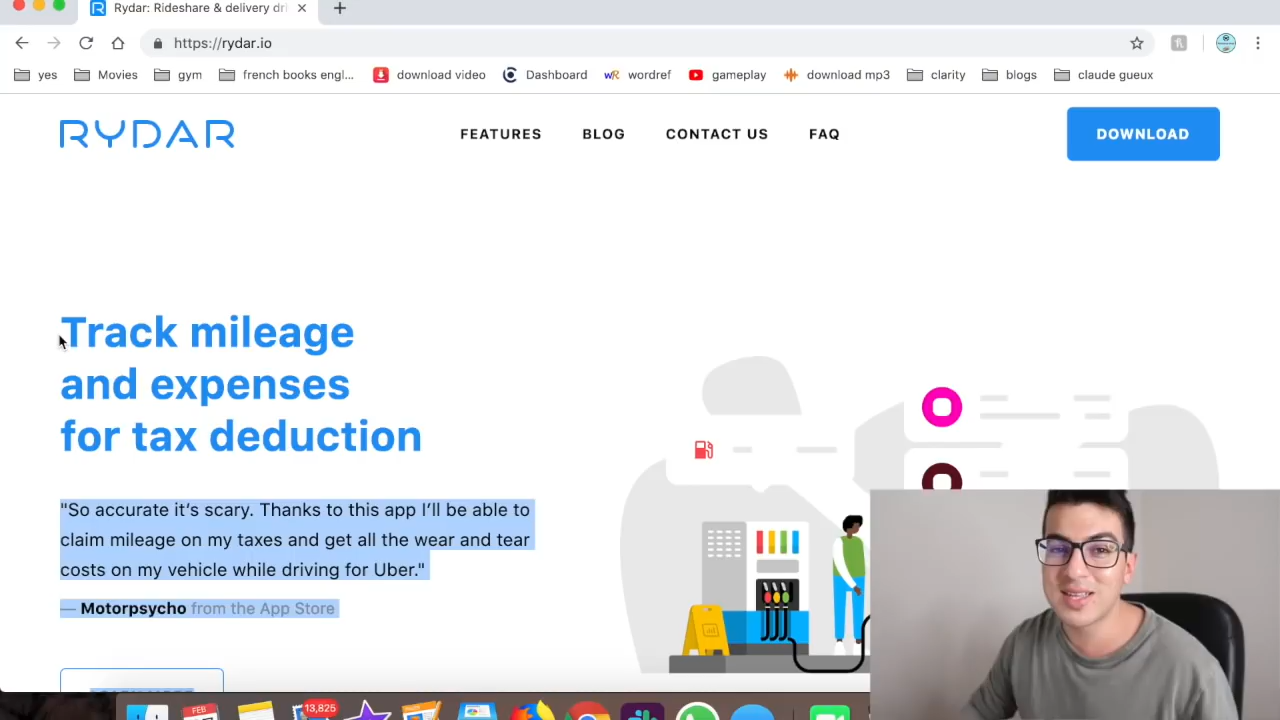 Rydar: Rideshare & delivery dri
https://rydar.io
yes
Movies
gym
french books engl...
download video
Dashboard
wordref
gameplay
download mp3
clarity
blogs
claude gueux
RYDAR
FEATURES
BLOG
CONTACT US
FAQ
DOWNLOAD
Track mileage
and expenses
for tax deduction
"So accurate it's scary. Thanks to this app I'll be able to
claim mileage on my taxes and get all the wear and tear
costs on my vehicle while driving for Uber."
— Motorpsycho from the App Store
FEB
13,825